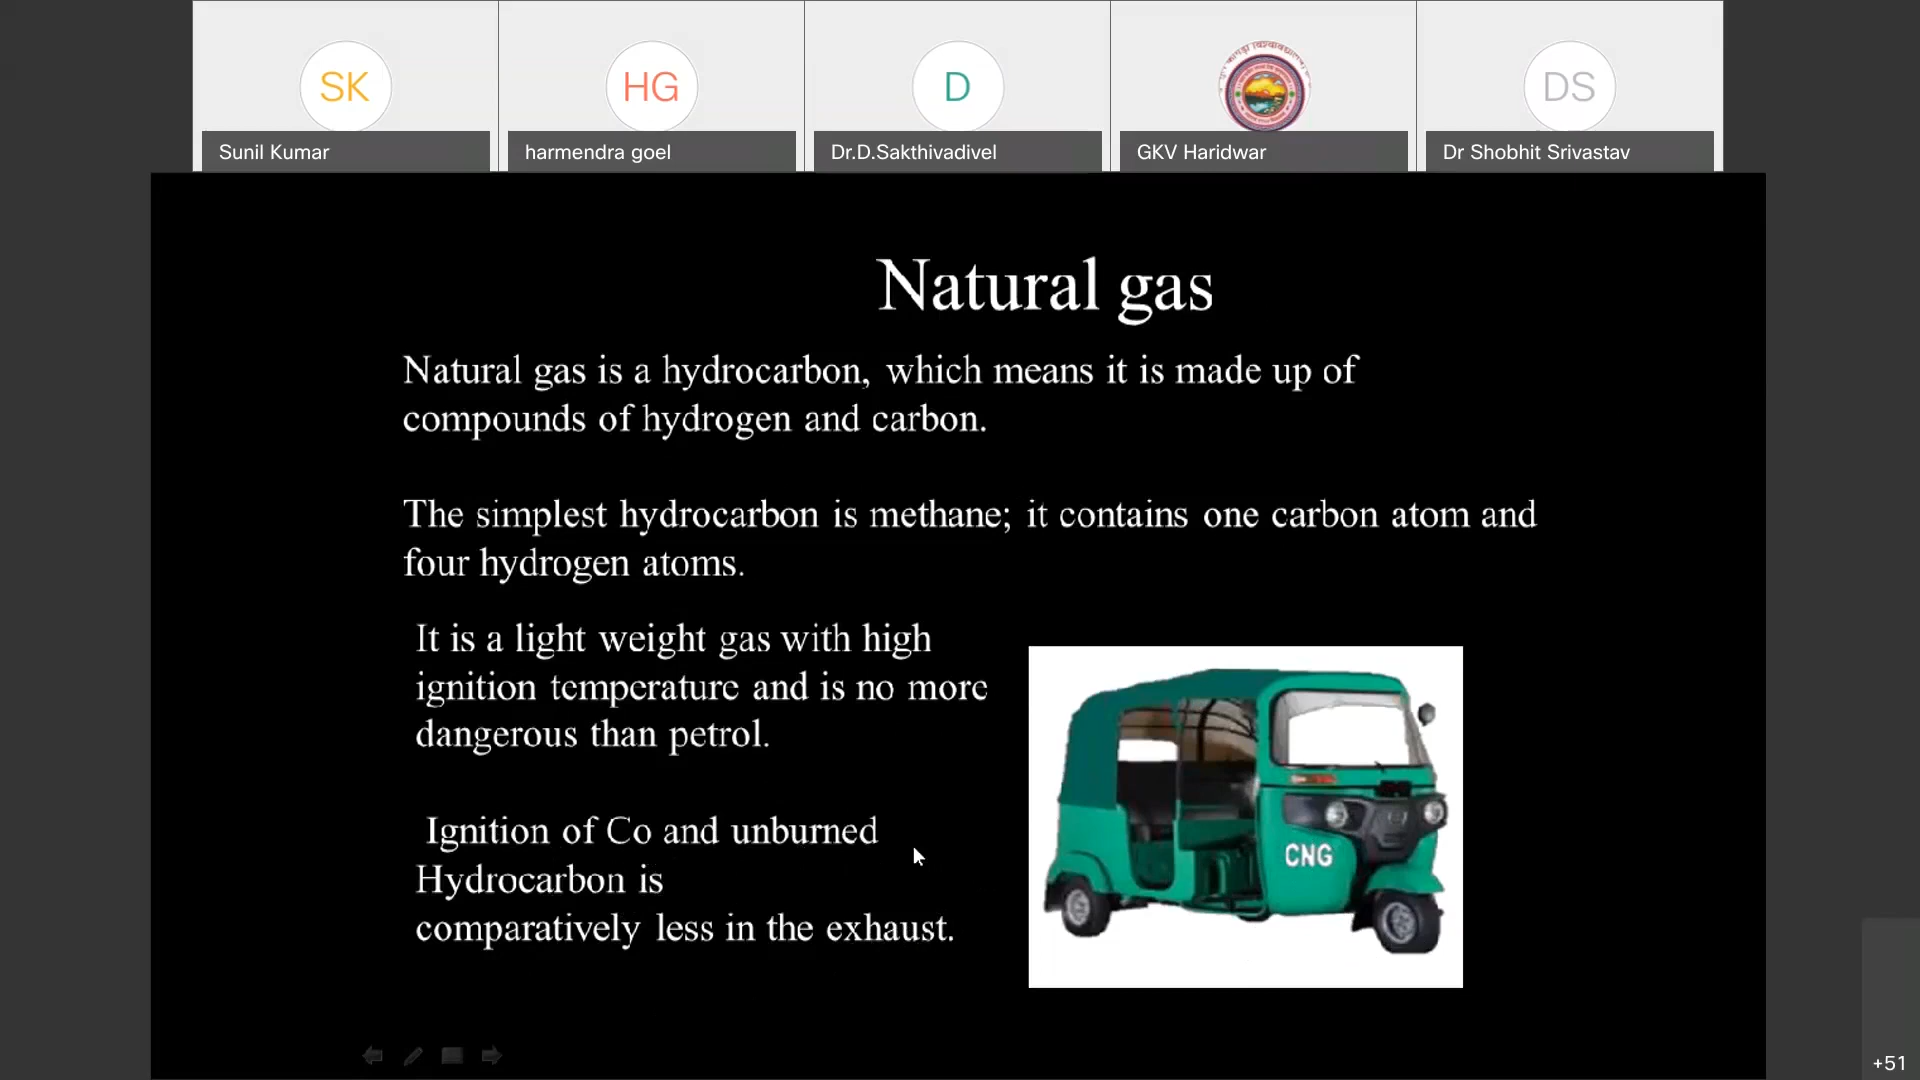 SK
HG
D
DS
Sunil Kumar
harmendra goel
Dr.D.Sakthivadivel
GKV Haridwar
Dr Shobhit Srivastav
Natural gas
Natural gas is a hydrocarbon, which means it is made up of
compounds of hydrogen and carbon.
The simplest hydrocarbon is methane; it contains one carbon atom and
four hydrogen atoms.
It is a light weight gas with high
ignition temperature and is no more
dangerous than petrol.
Ignition of Co and unburned
Hydrocarbon is
comparatively less in the exhaust.
CNG
+51